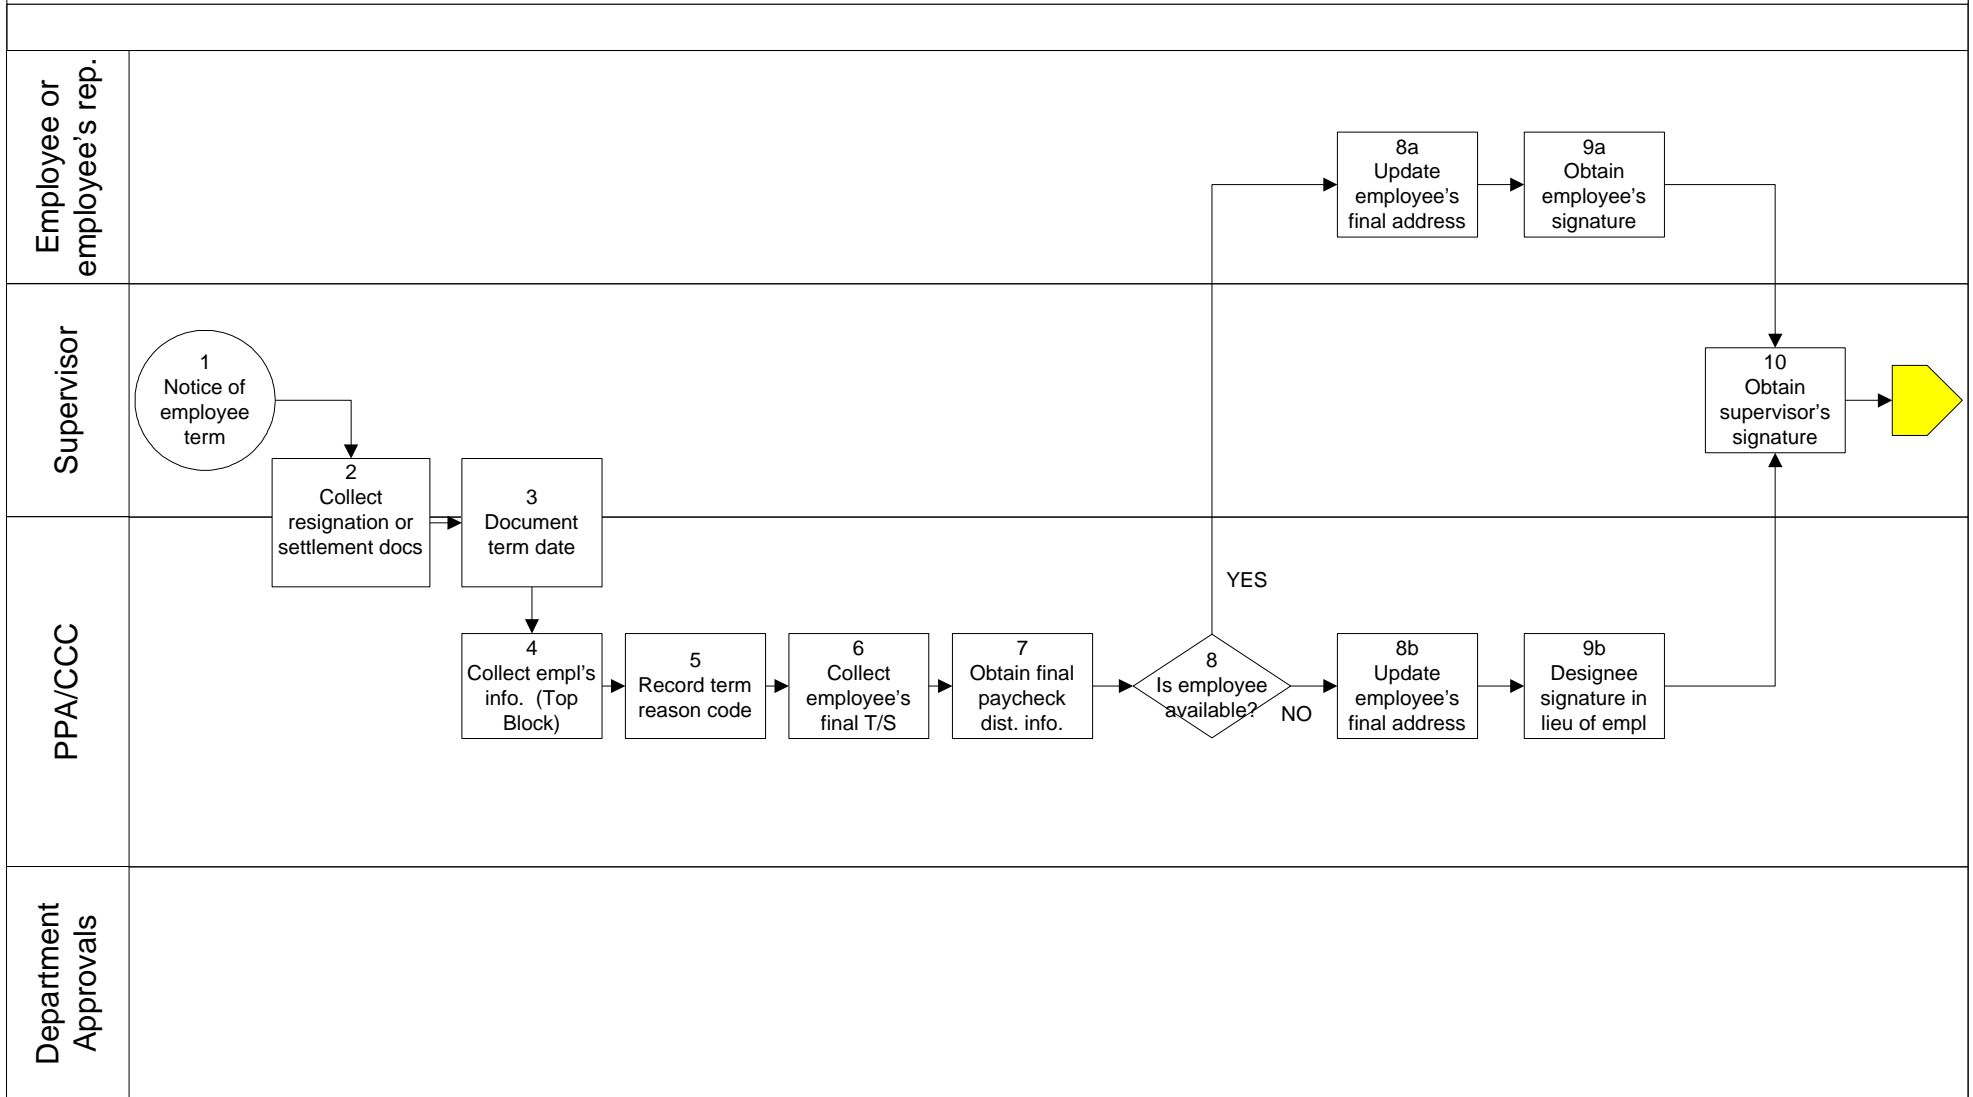 Employee or
employee's rep.
8a
Update
employee's
final address
9a
Obtain
employee's
signature
Supervisor
1
Notice of
employee
term
10
Obtain
supervisor's
signature
2
Collect
resignation or
settlement docs
3
Document
term date
PPA/CCC
YES
4
Collect empl's
info.  (Top
Block)
5
Record term
reason code
6
Collect
employee's
final T/S
7
Obtain final
paycheck
dist. info.
8
Is employee
available?
NO
8b
Update
employee's
final address
9b
Designee
signature in
lieu of empl
Department
Approvals